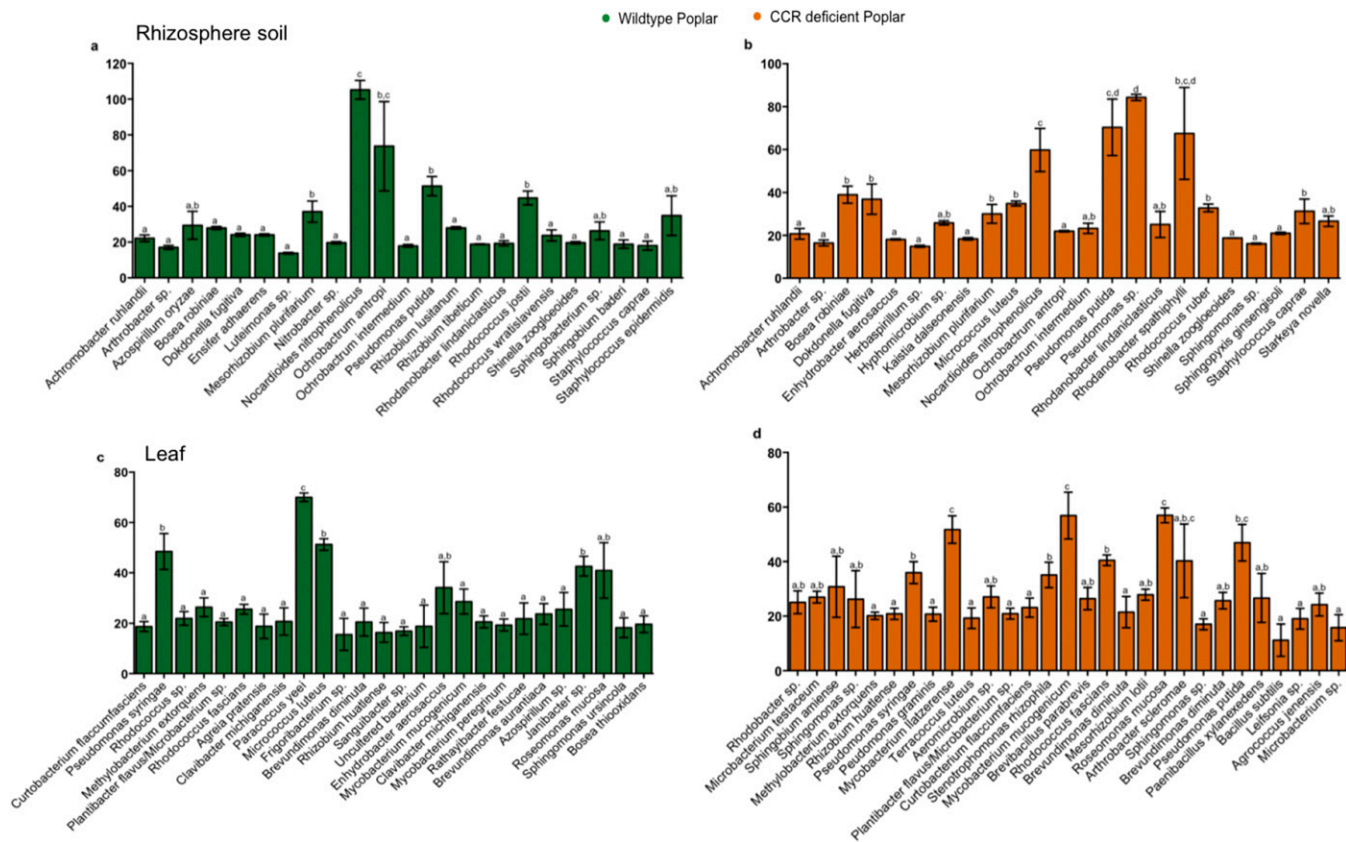 Wildtype Poplar
CCR deficient Poplar
Rhizosphere soil
a
120
100
80
60
40
20
0
a
a
a,b
a
a
a
a
b
a
c
b,c
a
b
a
a
a
b
a
a
a,b
a
a
a,b
Achromobacter ruhlandii
Arthrobacter sp.
Azospirillum oryzae
Bosea robiniae
Dokdonella fugitiva
Ensifer adhaerens
Luteimonas sp.
Mesorhizobium plurifarium
Nitrobacter sp.
Nocardioides nitrophenolicus
Ochrobactrum antropi
Ochrotrum intermedium
Pseudomonas putida
Rhizobium lusitanum
Rhizobium libeticum
Rhodanobacter lindaniclasticus
Rhodococcus jostii
Rhodococcus wratislaviensis
Shinella zoogloeoides
Sphingobacterium sp.
Sphingobium baderi
Staphylococcus caprae
Staphylococcus epidermidis
b
100
80
60
40
20
0
a
a
b
b
a
a
a,b
a
b
b
c
a
a,b
c,d
d
a,b
b,c,d
b
a
a
a
b
a,b
Achromobacter ruhlandii
Arthrobacter sp.
Bosea robiniae
Dokdonella fugitiva
Enhydrobacter aerosaccus
Herbaspirillum sp.
Hyphomicrobium sp.
Kaistia dalseonensis
Mesorhizobium plurifarium
Micrococcus luteus
Nocardioides nitrophenolicus
Ochrobactrum antropi
Ochrotrum intermedium
Pseudomonas putida
Pseudomonas sp.
Rhodanobacter lindaniclasticus
Rhodanobacter spathiphylli
Rhodococcus ruber
Shinella zoogloeoides
Sphingomonas sp.
Sphingopyxis ginsengisoli
Staphylococcus caprae
Starkeya novella
c
Leaf
80
60
40
20
0
a
b
a
a
a
a
a
a
c
b
a
a
a
a
a
a,b
a
a
a
a
a
a
b
a,b
a
a
Curtobacterium flaccumfasciens
Pseudomonas syringae
Rhodococcus sp.
Methylobacterium extorquens
Plantibacter flavus/Microbacterium sp.
Rhodococcus fascians
Agreia pratensis
Clavibacter michiganensis
Paracoccus yeei
Micrococcus luteus
Frigoribacterium sp.
Brevundimonas diminuta
Rhizobium huatlense
Sanguibacter sp.
Uncultured bacterium
Enhydrobacter aerosaccus
Mycobacterium mucogenicum
Clavibacter michiganensis
Mycobacterium peregrinum
Rathayibacter festucae
Brevundimonas aurantiaca
Azospirillum sp.
Janibacter sp.
Roseomonas mucosa
Sphingomonas ursincola
Bosea thiooxidans
d
80
60
40
20
0
a,b
a,b
a,b
a,b
a
a
b
a
c
a
a,b
a
a
b
c
a,b
b
a
a,b
c
a,b,c
a
a,b
b,c
a,b
a
a
a,b
a
Rhodobacter sp.
Microbacterium testaceum
Sphingobium amiense
Sphingomonas sp.
Methylobacterium exforquens
Rhizobium huatlense
Pseudomonas syringae
Peudomonas graminis
Mycobacterium flatizerense
Terracoccus luteus
Aeromicrobium sp.
Plantibacter flavus/Microbacterium sp.
Curtobacterium flaccumfaciens
Stenotrophomonas rhizophila
Mycobacterium mucogenicum
Brevibacillus parabrevis
Rhodococcus fascians
Brevundimonas diminuta
Mesorhizobium lolii
Roseomonas mucosa
Arthrobacter scleromae
Sphingomonas sp.
Brevundimonas diminuta
Pseudomonas putida
Paenibacillus xylanexedens
Bacillus subtilis
Leifsonia sp.
Agrococcus jensis
Microbacterium sp.